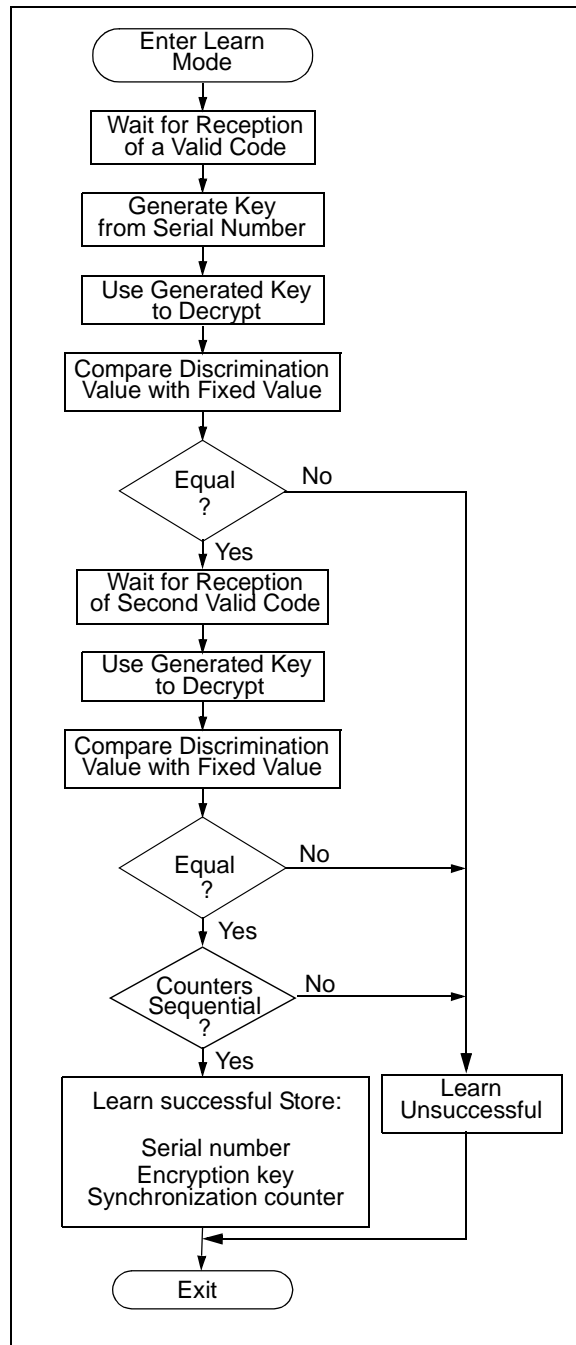 Enter Learn
Mode
Wait for Reception
of a Valid Code
Generate Key
from Serial Number
Use Generated Key
to Decrypt
Compare Discrimination
Value with Fixed Value
Equal
?
No
Yes
Wait for Reception
of Second Valid Code
Use Generated Key
to Decrypt
Compare Discrimination
Value with Fixed Value
Equal
?
No
Yes
Counters
Sequential
?
No
Yes
Learn successful Store:
Serial number
Encryption key
Synchronization counter
Learn
Unsuccessful
Exit